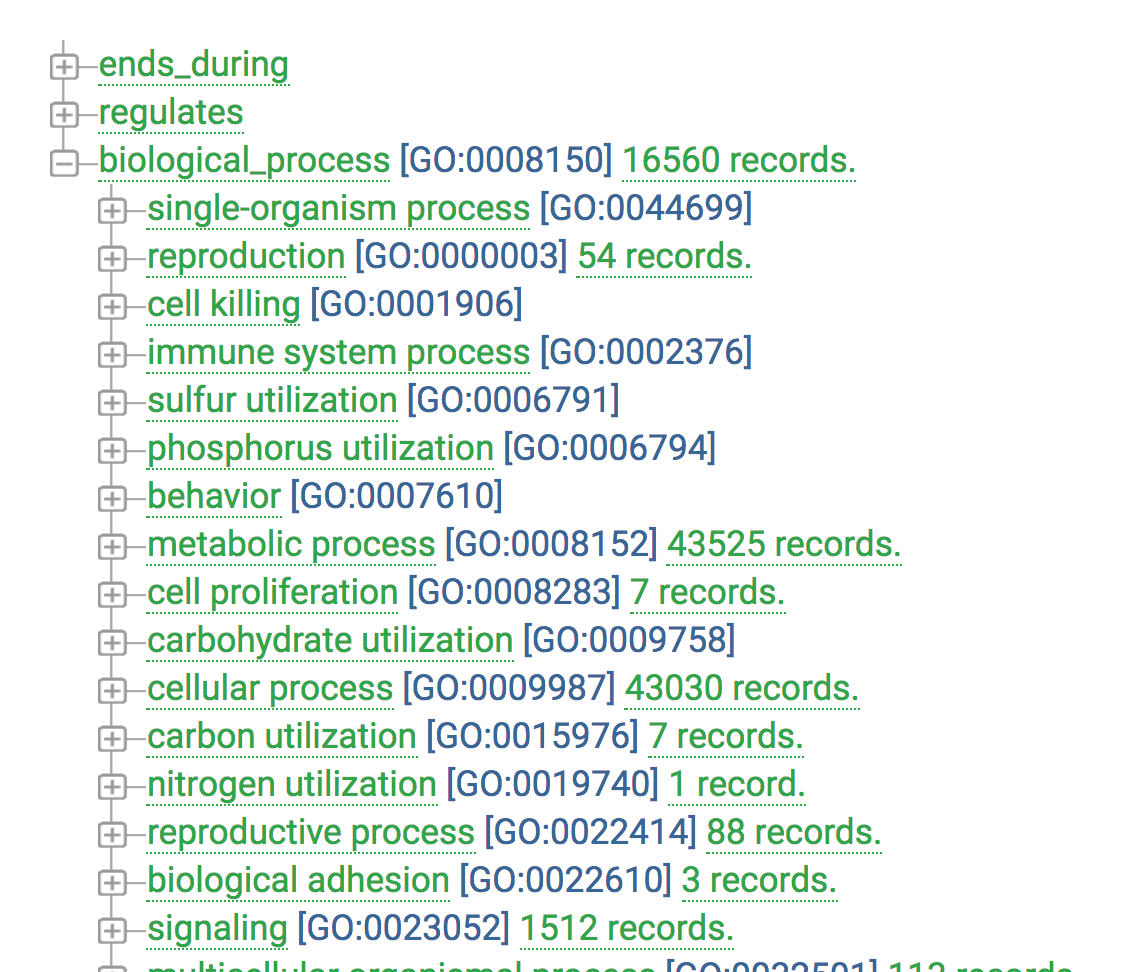 ends_during
regulates
biological_process [GO:0008150] 16560 records.
single-organism process [GO:0044699]
reproduction [GO:0000003] 54 records.
cell killing [GO:0001906]
immune system process [GO:0002376]
sulfur utilization [GO:0006791]
phosphorus utilization [GO:0006794]
behavior [GO:0007610]
metabolic process [GO:0008152] 43525 records.
cell proliferation [GO:0008283] 7 records.
carbohydrate utilization [GO:0009758]
cellular process [GO:0009987] 43030 records.
carbon utilization [GO:0015976] 7 records.
nitrogen utilization [GO:0019740] 1 record.
reproductive process [GO:0022414] 88 records.
biological adhesion [GO:0022610] 3 records.
signaling [GO:0023052] 1512 records.
multicellular organismal process